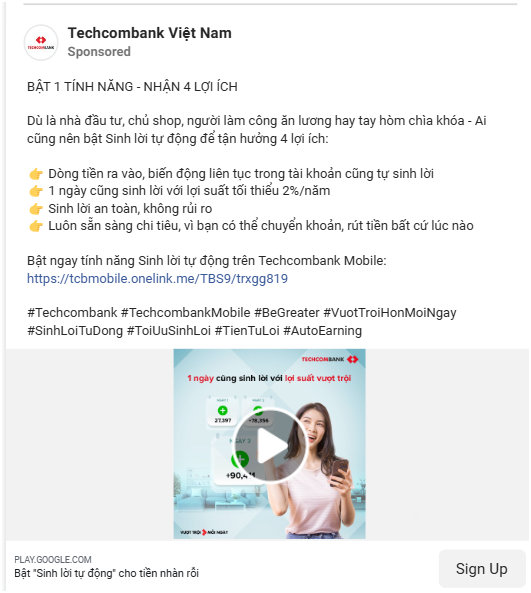 Techcombank Việt Nam
Sponsored
TECHCOMBANK
BẬT 1 TÍNH NĂNG - NHẬN 4 LỢI ÍCH
Dù là nhà đầu tư, chủ shop, người làm công ăn lương hay tay hòm chìa khóa - Ai
cũng nên bật Sinh lời tự động để tận hưởng 4 lợi ích:
👉 Dòng tiền ra vào, biến động liên tục trong tài khoản cũng tự sinh lời
👉 1 ngày cũng sinh lời với lợi suất tối thiểu 2%/năm
👉 Sinh lời an toàn, không rủi ro
👉 Luôn sẵn sàng chi tiêu, vì bạn có thể chuyển khoản, rút tiền bất cứ lúc nào
Bật ngay tính năng Sinh lời tự động trên Techcombank Mobile:
https://tcbmobile.onelink.me/TBS9/trxgg819
#Techcombank #TechcombankMobile #BeGreater #VuotTroiHonMoiNgay
#SinhLoiTuDong #ToiUuSinhLoi #TienTuLoi #AutoEarning
TECHCOMBANK
1 ngày cũng sinh lời với lợi suất vượt trội
NGÀY 1
27,397
NGÀY 3
+90,4
VƯỢT TRỘI MỖI NGÀY
PLAY.GOOGLE.COM
Bật "Sinh lời tự động" cho tiền nhàn rỗi
Sign Up